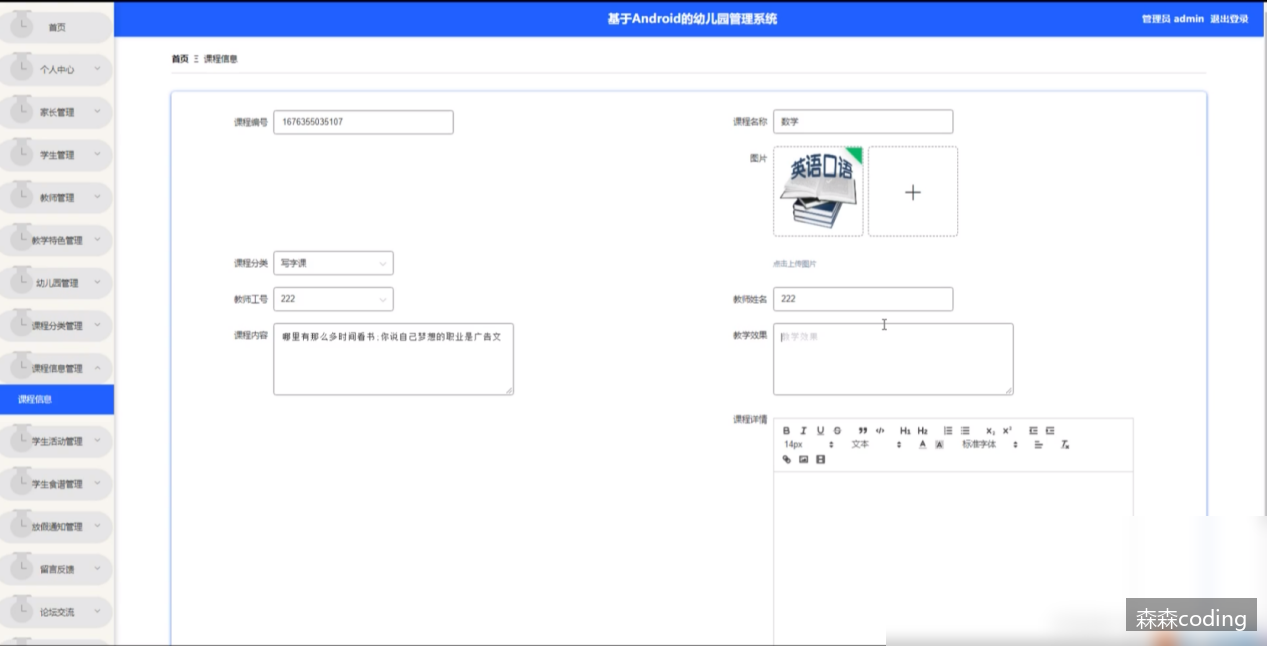 基于Android的幼儿园管理系统
管理员 admin 退出登录
首页
个人中心
家长管理
学生管理
教师管理
教学特色管理
幼儿园管理
课程分类管理
课程信息管理
课程信息
学生活动管理
学生食谱管理
放假通知管理
留言反馈
论坛交流
首页 Ξ 课程信息
课程编号 1676355035107
课程名称 数学
图片
英语口语
+
课程分类 写字课
点击上传图片
教师工号 222
教师姓名 222
课程内容 哪里有那么多时间看书;你说自己梦想的职业是广告文
教学效果 教学效果
课程详情
B I U S ” </> H1 H2 X₂ X²
14px 文本 A A 标准字体 Tx
森森coding